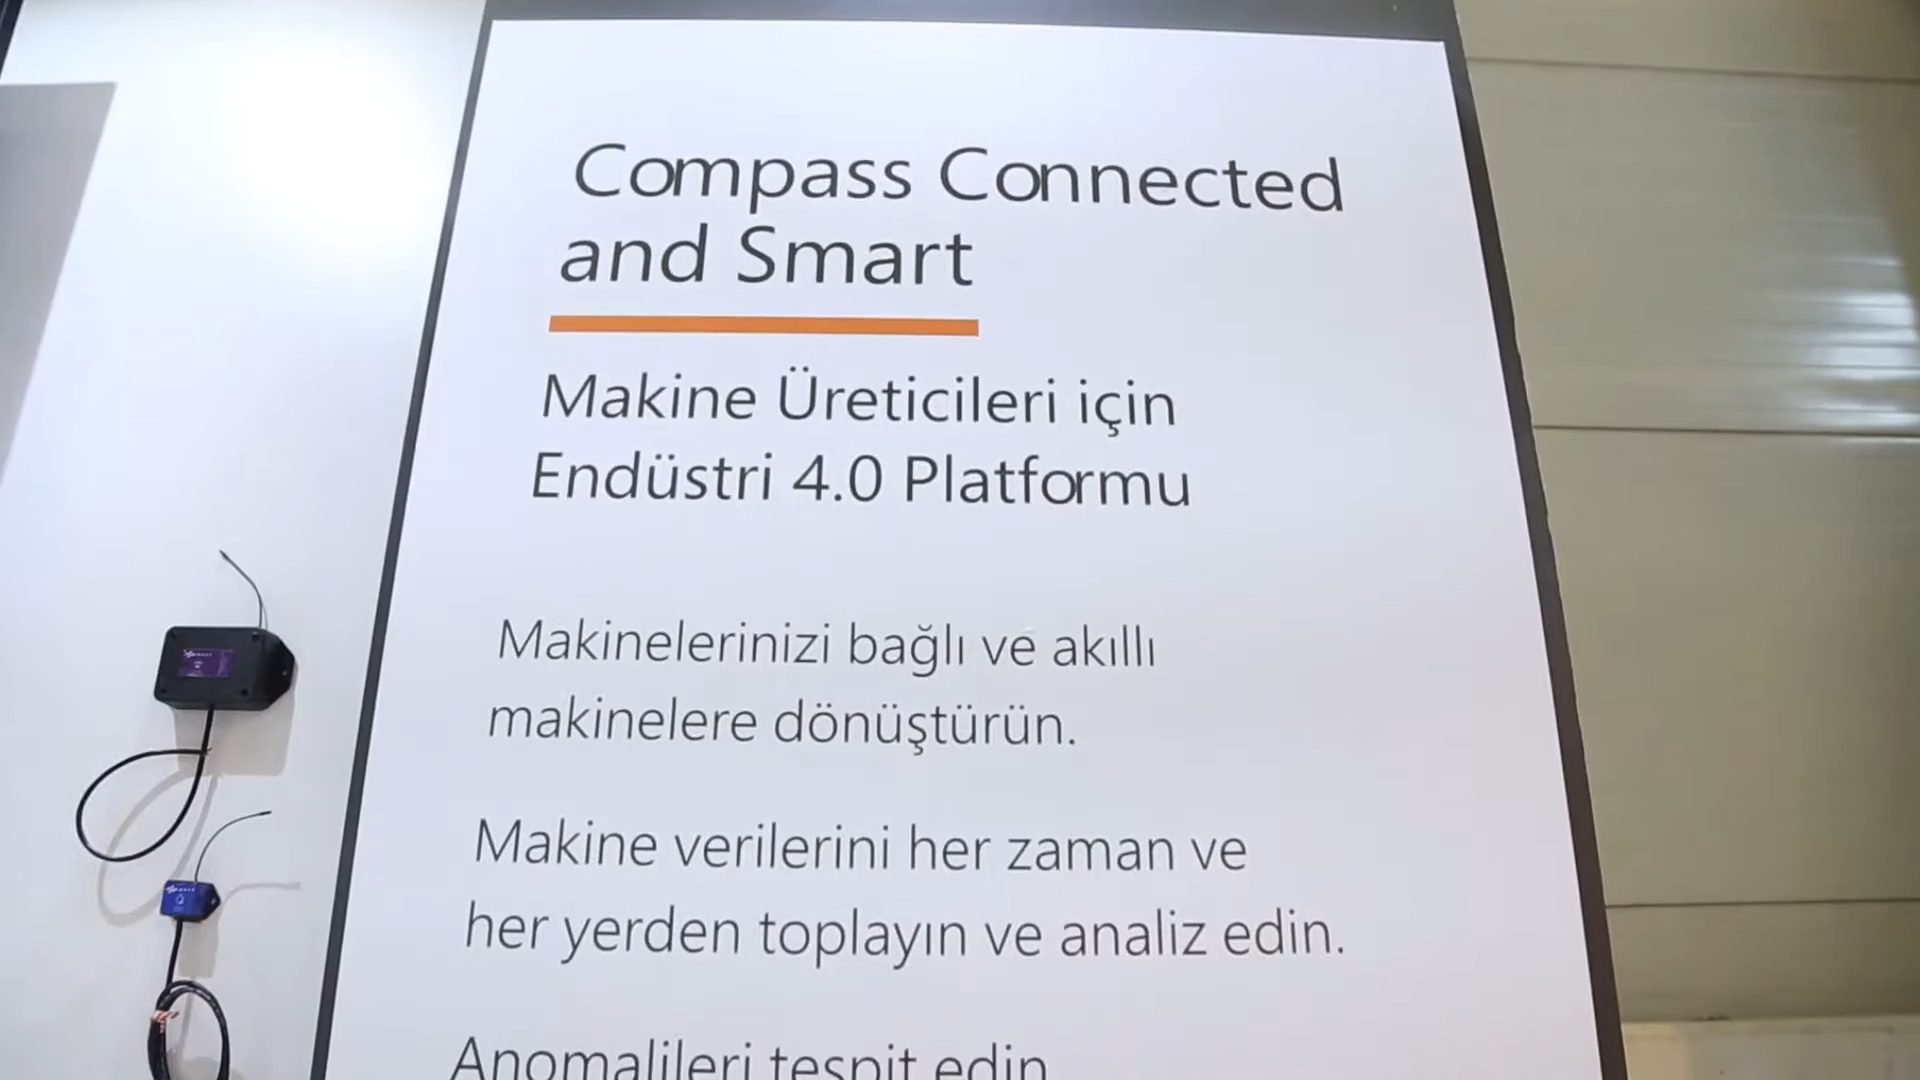 Compass Connected
and Smart
Makine Üreticileri için
Endüstri 4.0 Platformu
Makinelerinizi bağlı ve akıllı
makinelere dönüştürün.
Makine verilerini her zaman ve
her yerden toplayın ve analiz edin.
Anomalileri tespit edin